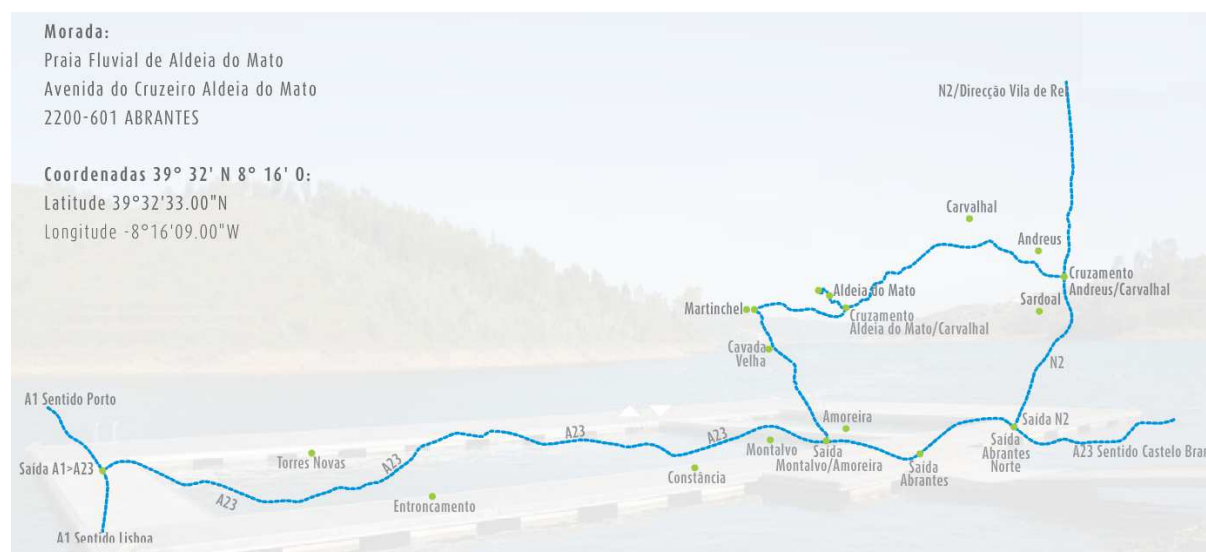 Morada:
Praia Fluvial de Aldeia do Mato
Avenida do Cruzeiro Aldeia do Mato
2200-601 ABRANTES
Coordenadas 39° 32' N 8° 16' O:
Latitude 39°32'33.00"N
Longitude -8°16'09.00"W
N2/Direcção Vila de Rei
Carvalhal
Andreus
Cruzamento
Andreus/Carvalhal
Aldeia do Mato
Sardoal
Martinchel
Cruzamento
Aldeia do Mato/Carvalhal
Cavada
Velha
N2
A1 Sentido Porto
Amoreira
Saída N2
A23
A23
Montalvo
Saída
Montalvo/Amoreira
Saída
Abrantes
Norte
A23 Sentido Castelo Bran
Saída A1>A23
Torres Novas
A23
Saída
Abrantes
Constância
A23
Entroncamento
A1 Sentido Lisboa